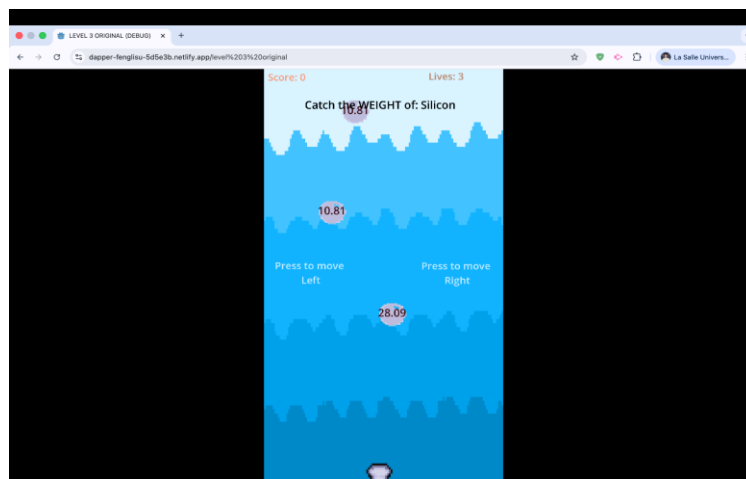 LEVEL 3 ORIGINAL (DEBUG)
dapper-fenglisu-5d5e3b.netlify.app/level%203%20original
La Salle Univers...
Score: 0
Lives: 3
Catch the WEIGHT of: Silicon
10.81
10.81
Press to move
Left
Press to move
Right
28.09